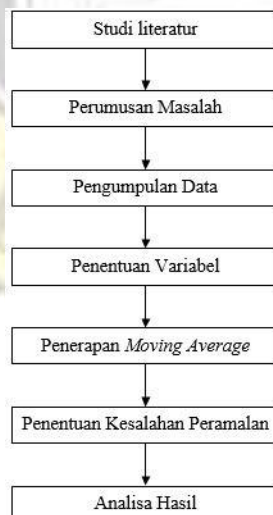 Studi literatur
Perumusan Masalah
Pengumpulan Data
Penentuan Variabel
Penerapan Moving Average
Penentuan Kesalahan Peramalan
Analisa Hasil